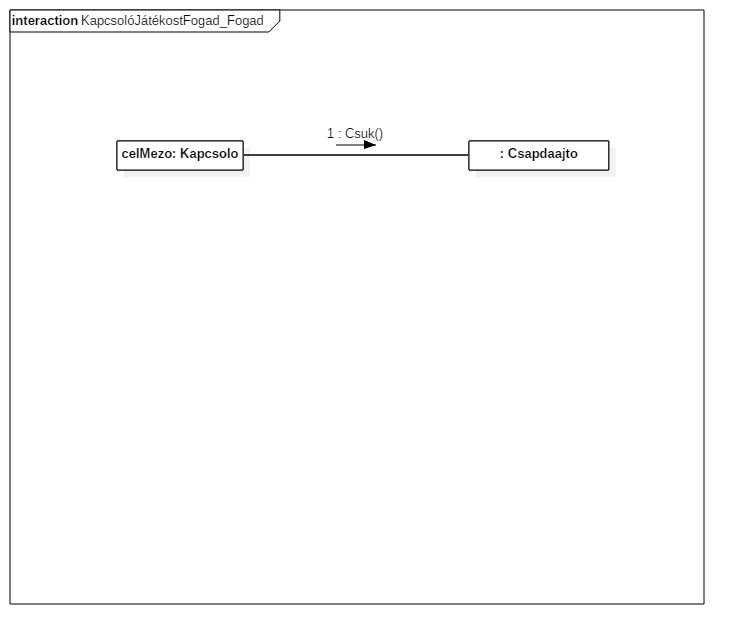 interaction KapcsolóJátékostFogad_Fogad
1 : Csuk()
celMezo: Kapcsolo
: Csapdaajto